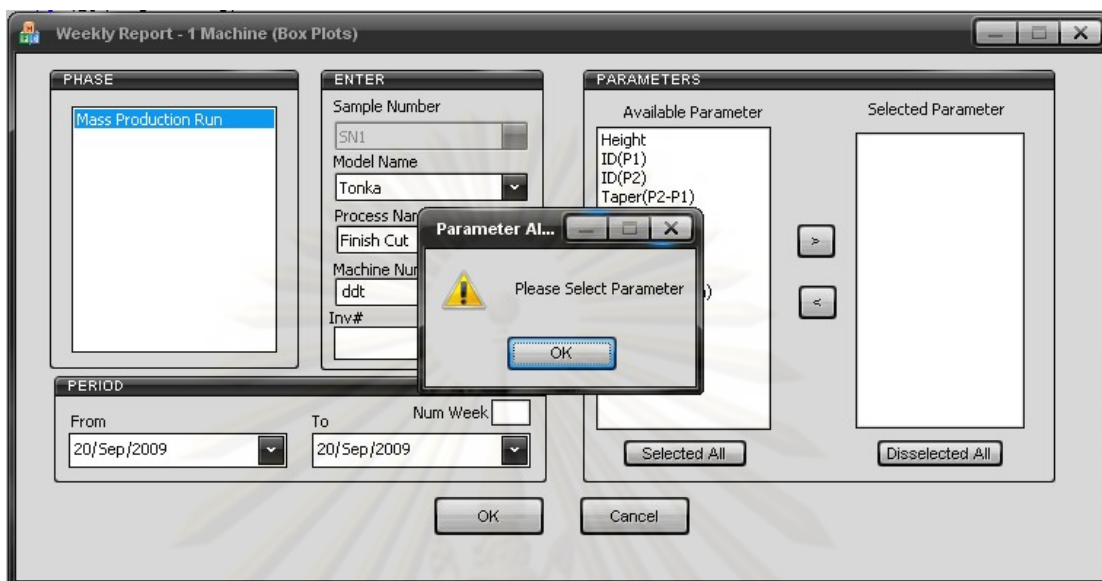 Weekly Report - 1 Machine (Box Plots)
PHASE
Mass Production Run
ENTER
Sample Number
SN1
Model Name
Tonka
Process Nar
Finish Cut
Machine Nur
ddt
Inv#
PARAMETERS
Available Parameter
Height
ID(P1)
ID(P2)
Taper(P2-P1)
>
<
Selected Parameter
Selected All
Disselected All
Parameter Al...
Please Select Parameter
OK
PERIOD
From
20/Sep/2009
To
20/Sep/2009
Num Week
OK
Cancel